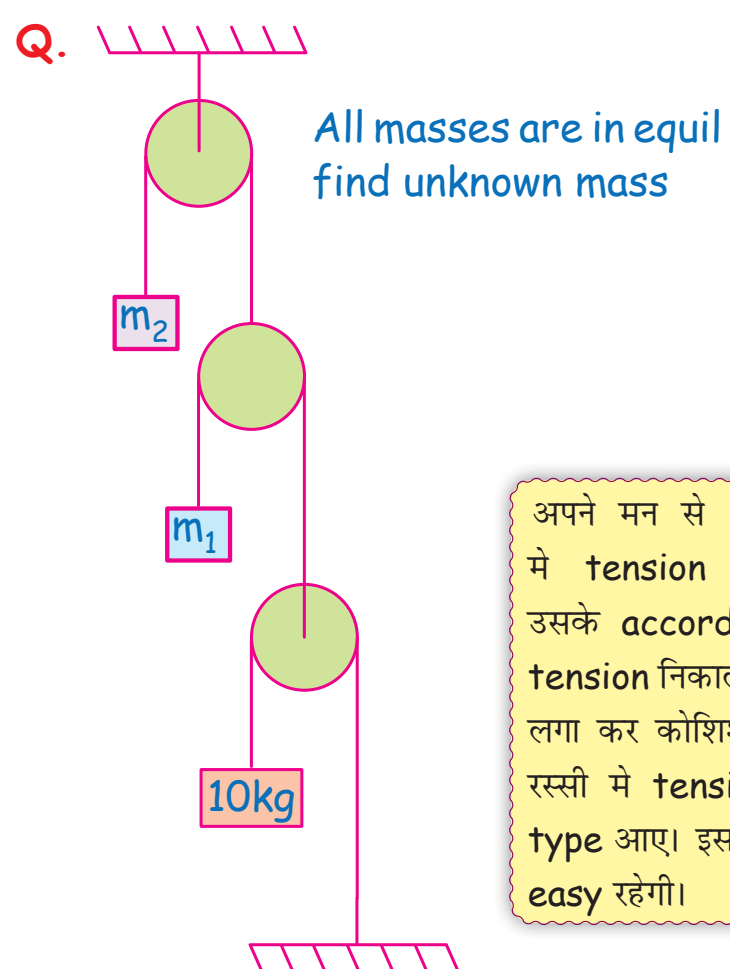 Q.
All masses are in equil
find unknown mass
m₂
m₁
10kg
अपने मन से
मे tension
उसके accord
tension
लगा कर
रस्सी मे tensi
type आए। इस
easy रहेगी।